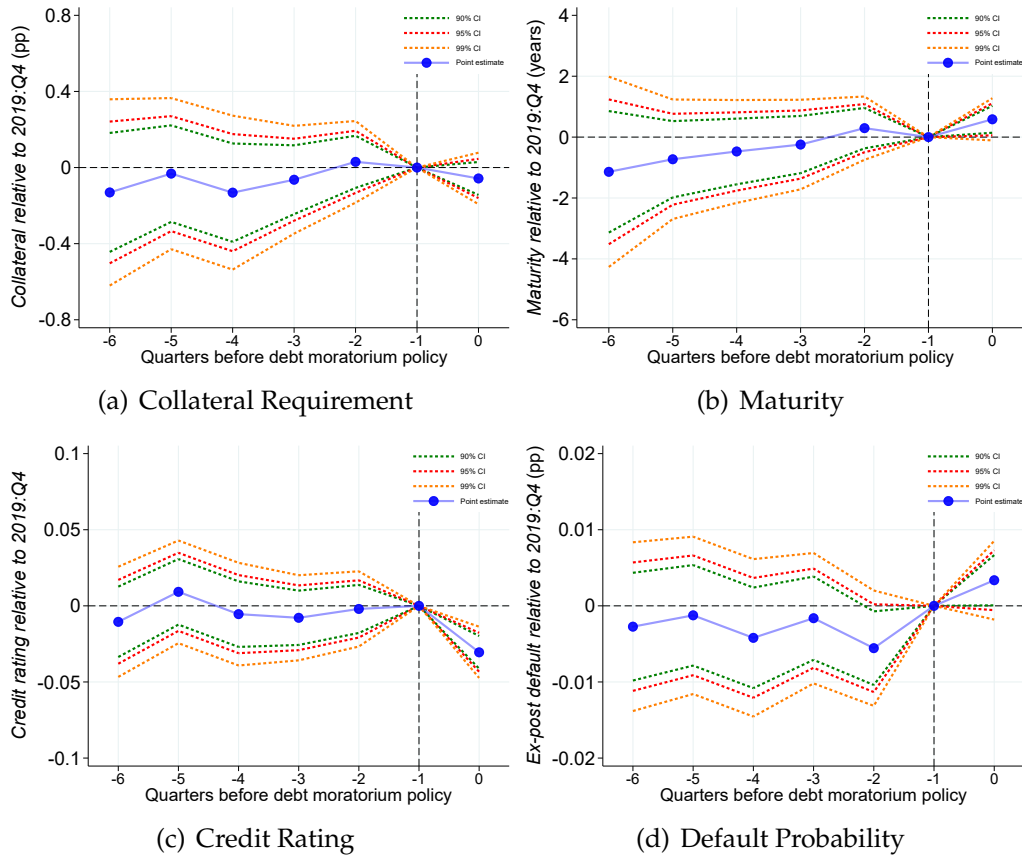 Collateral relative to 2019:Q4 (pp)
0.8
0.4
0
-0.4
-0.8
90% CI
95% CI
99% CI
Point estimate
-6 -5 -4 -3 -2 -1 0
Quarters before debt moratorium policy
(a) Collateral Requirement
Maturity relative to 2019:Q4 (years)
4
2
0
-2
-4
-6
90% CI
95% CI
99% CI
Point estimate
-6 -5 -4 -3 -2 -1 0
Quarters before debt moratorium policy
(b) Maturity
Credit rating relative to 2019:Q4
0.1
0.05
0
-0.05
-0.1
90% CI
95% CI
99% CI
Point estimate
-6 -5 -4 -3 -2 -1 0
Quarters before debt moratorium policy
(c) Credit Rating
Ex-post default relative to 2019:Q4 (pp)
0.02
0.01
0
-0.01
-0.02
90% CI
95% CI
99% CI
Point estimate
-6 -5 -4 -3 -2 -1 0
Quarters before debt moratorium policy
(d) Default Probability